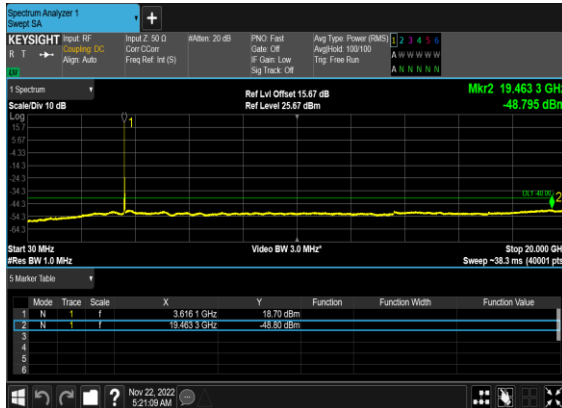 Spectrum Analyzer 1
Swept SA
+
KEYSIGHT Input: RF Input Z: 50 Ω #Atten: 20 dB PNO: Fast Avg Type: Power (RMS) 1 2 3 4 5 6
R T Coupling: DC Corr CCorr Gate: Off Avg|Hold: 100/100 A W W W W W
Align: Auto Freq Ref: Int (S) IF Gain: Low Trig: Free Run
Sig Track: Off A N N N N N
1 Spectrum Ref Lvl Offset 15.67 dB Mkr2 19.463 3 GHz
Scale/Div 10 dB Ref Level 25.67 dBm -48.795 dBm
Log
15.7
5.67
-4.33
-14.3
-24.3
-34.3
-44.3
-54.3
-64.3
1
2
Start 30 MHz Video BW 3.0 MHz* Stop 20.000 GHz
#Res BW 1.0 MHz Sweep ~38.3 ms (40001 pts)
5 Marker Table
Mode Trace Scale X Y Function Function Width Function Value
1 N 1 f 3.616 1 GHz 18.70 dBm
2 N 1 f 19.463 3 GHz -48.80 dBm
3
4
5
6
? Nov 22, 2022
5:21:09 AM